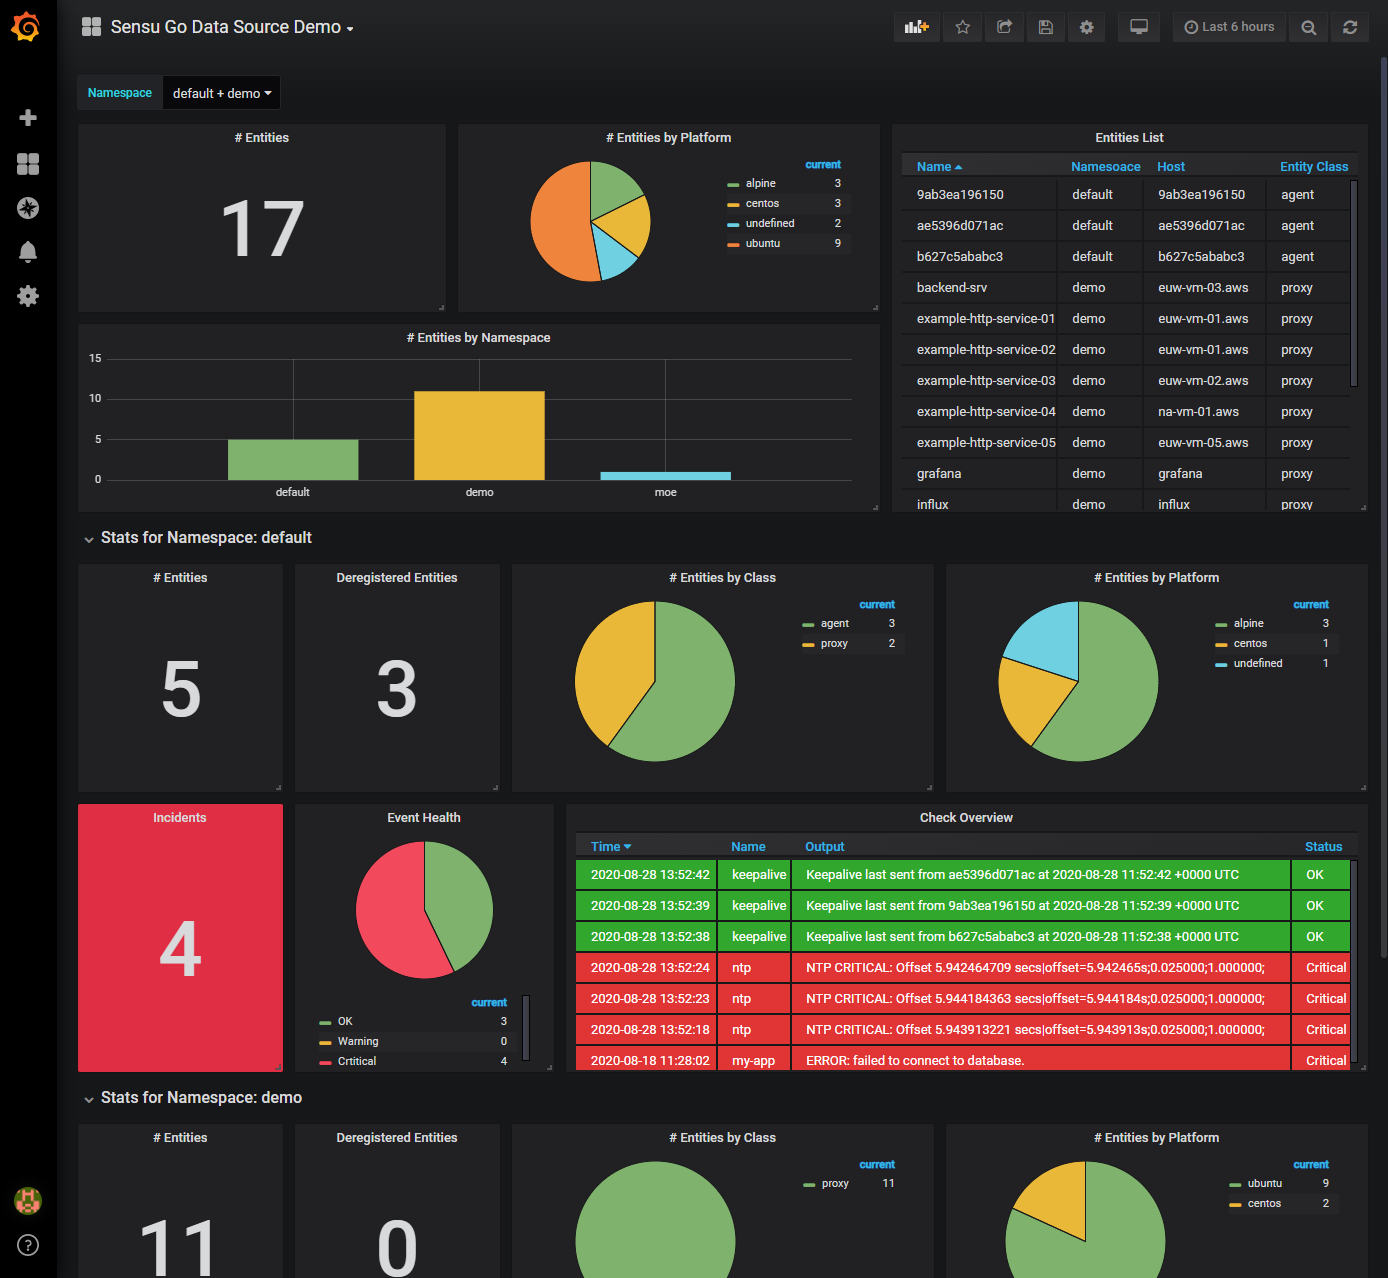 Sensu Go Data Source Demo
Last 6 hours
Namespace default + demo
# Entities
17
# Entities by Platform
current
alpine 3
centos 3
undefined 2
ubuntu 9
Entities List
Name Namesoace Host Entity Class
9ab3ea196150 default 9ab3ea196150 agent
ae5396d071ac default ae5396d071ac agent
b627c5ababc3 default b627c5ababc3 agent
backend-srv demo euw-vm-03.aws proxy
example-http-service-01 demo euw-vm-01.aws proxy
example-http-service-02 demo euw-vm-01.aws proxy
example-http-service-03 demo euw-vm-02.aws proxy
example-http-service-04 demo na-vm-01.aws proxy
example-http-service-05 demo euw-vm-05.aws proxy
grafana demo grafana proxy
influx demo influx proxy
# Entities by Namespace
15
10
5
0
default demo moe
Stats for Namespace: default
# Entities
5
Deregistered Entities
3
# Entities by Class
current
agent 3
proxy 2
# Entities by Platform
current
alpine 3
centos 1
undefined 1
Incidents
4
Event Health
current
OK 3
Warning 0
Crtitical 4
Check Overview
Time Name Output Status
2020-08-28 13:52:42 keepalive Keepalive last sent from ae5396d071ac at 2020-08-28 11:52:42 +0000 UTC OK
2020-08-28 13:52:39 keepalive Keepalive last sent from 9ab3ea196150 at 2020-08-28 11:52:39 +0000 UTC OK
2020-08-28 13:52:38 keepalive Keepalive last sent from b627c5ababc3 at 2020-08-28 11:52:38 +0000 UTC OK
2020-08-28 13:52:24 ntp NTP CRITICAL: Offset 5.942464709 secs|offset=5.942465s;0.025000;1.000000; Critical
2020-08-28 13:52:23 ntp NTP CRITICAL: Offset 5.944184363 secs|offset=5.944184s;0.025000;1.000000; Critical
2020-08-28 13:52:18 ntp NTP CRITICAL: Offset 5.943913221 secs|offset=5.943913s;0.025000;1.000000; Critical
2020-08-18 11:28:02 my-app ERROR: failed to connect to database. Critical
Stats for Namespace: demo
# Entities
11
Deregistered Entities
0
# Entities by Class
current
proxy 11
# Entities by Platform
current
ubuntu 9
centos 2